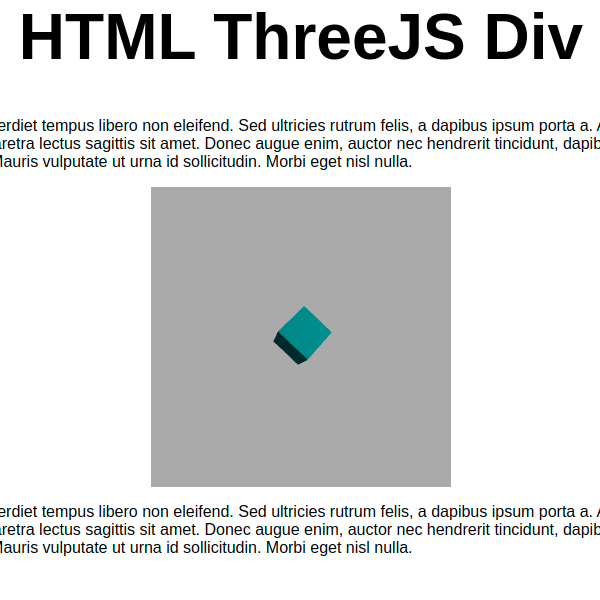 HTML ThreeJS Div
erdiet tempus libero non eleifend. Sed ultricies rutrum felis, a dapibus ipsum porta a. A
retra lectus sagittis sit amet. Donec augue enim, auctor nec hendrerit tincidunt, dapib
Mauris vulputate ut urna id sollicitudin. Morbi eget nisl nulla.
erdiet tempus libero non eleifend. Sed ultricies rutrum felis, a dapibus ipsum porta a. A
retra lectus sagittis sit amet. Donec augue enim, auctor nec hendrerit tincidunt, dapib
Mauris vulputate ut urna id sollicitudin. Morbi eget nisl nulla.